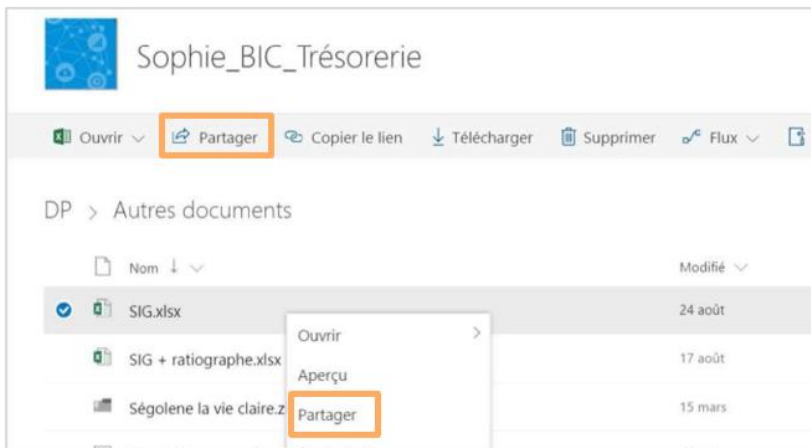 Sophie_BIC_Trésorerie
Ouvrir Partager Copier le lien Télécharger Supprimer Flux
DP > Autres documents
Nom Modifié
SIG.xlsx 24 août
Ouvrir
SIG + ratiographe.xlsx 17 août
Aperçu
Ségolene la vie claire.z 15 mars
Partager